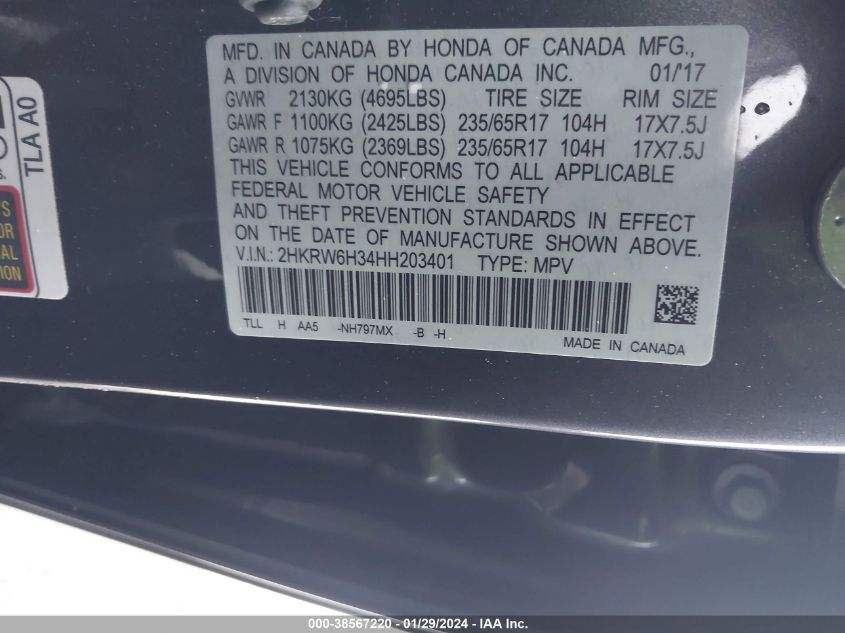 MFD. IN CANADA BY HONDA OF CANADA MFG.,
A DIVISION OF HONDA CANADA INC. 01/'17
GVWR 2130KG (4695LBS) TIRE SIZE RIM SIZE
GAWR F 1100KG (2425LBS) 235/65R17 104H 17X7.5J
GAWR R 1075KG (2369LBS) 235/65R17 104H 17X7.5J
THIS VEHICLE CONFORMS TO ALL APPLICABLE
FEDERAL MOTOR VEHICLE SAFETY
AND THEFT PREVENTION STANDARDS IN EFFECT
ON THE DATE OF MANUFACTURE SHOWN ABOVE.
V.I.N.: 2HKRW6H34HH203401 TYPE: MPV
TLL H AA5 -NH797MX -B -H
MADE IN CANADA
TLA A0
000-38567220 - 01/29/2024 - IAA Inc.